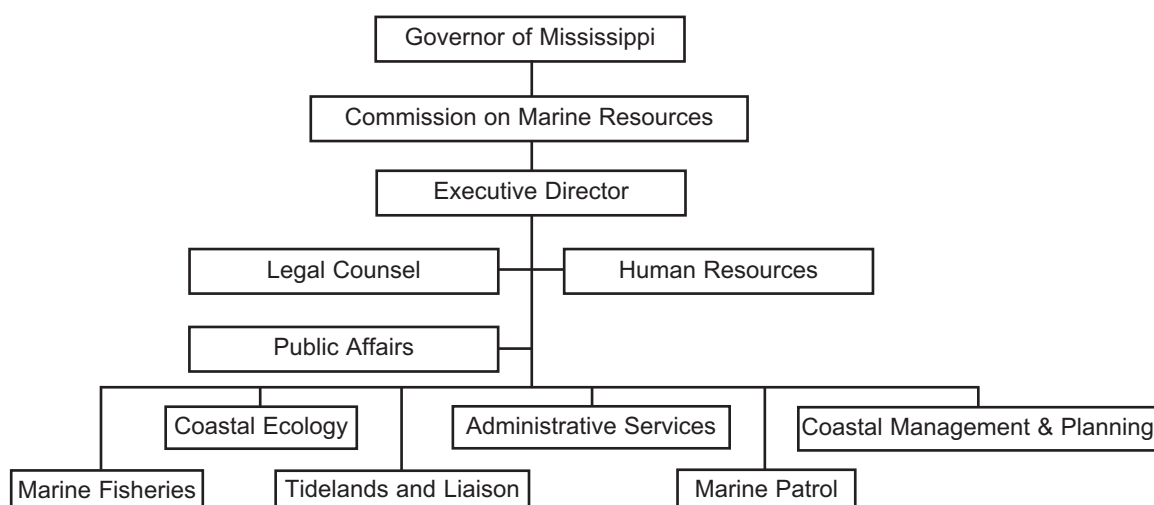 Governor of Mississippi
Commission on Marine Resources
Executive Director
Legal Counsel
Human Resources
Public Affairs
Coastal Ecology
Administrative Services
Coastal Management & Planning
Marine Fisheries
Tidelands and Liaison
Marine Patrol